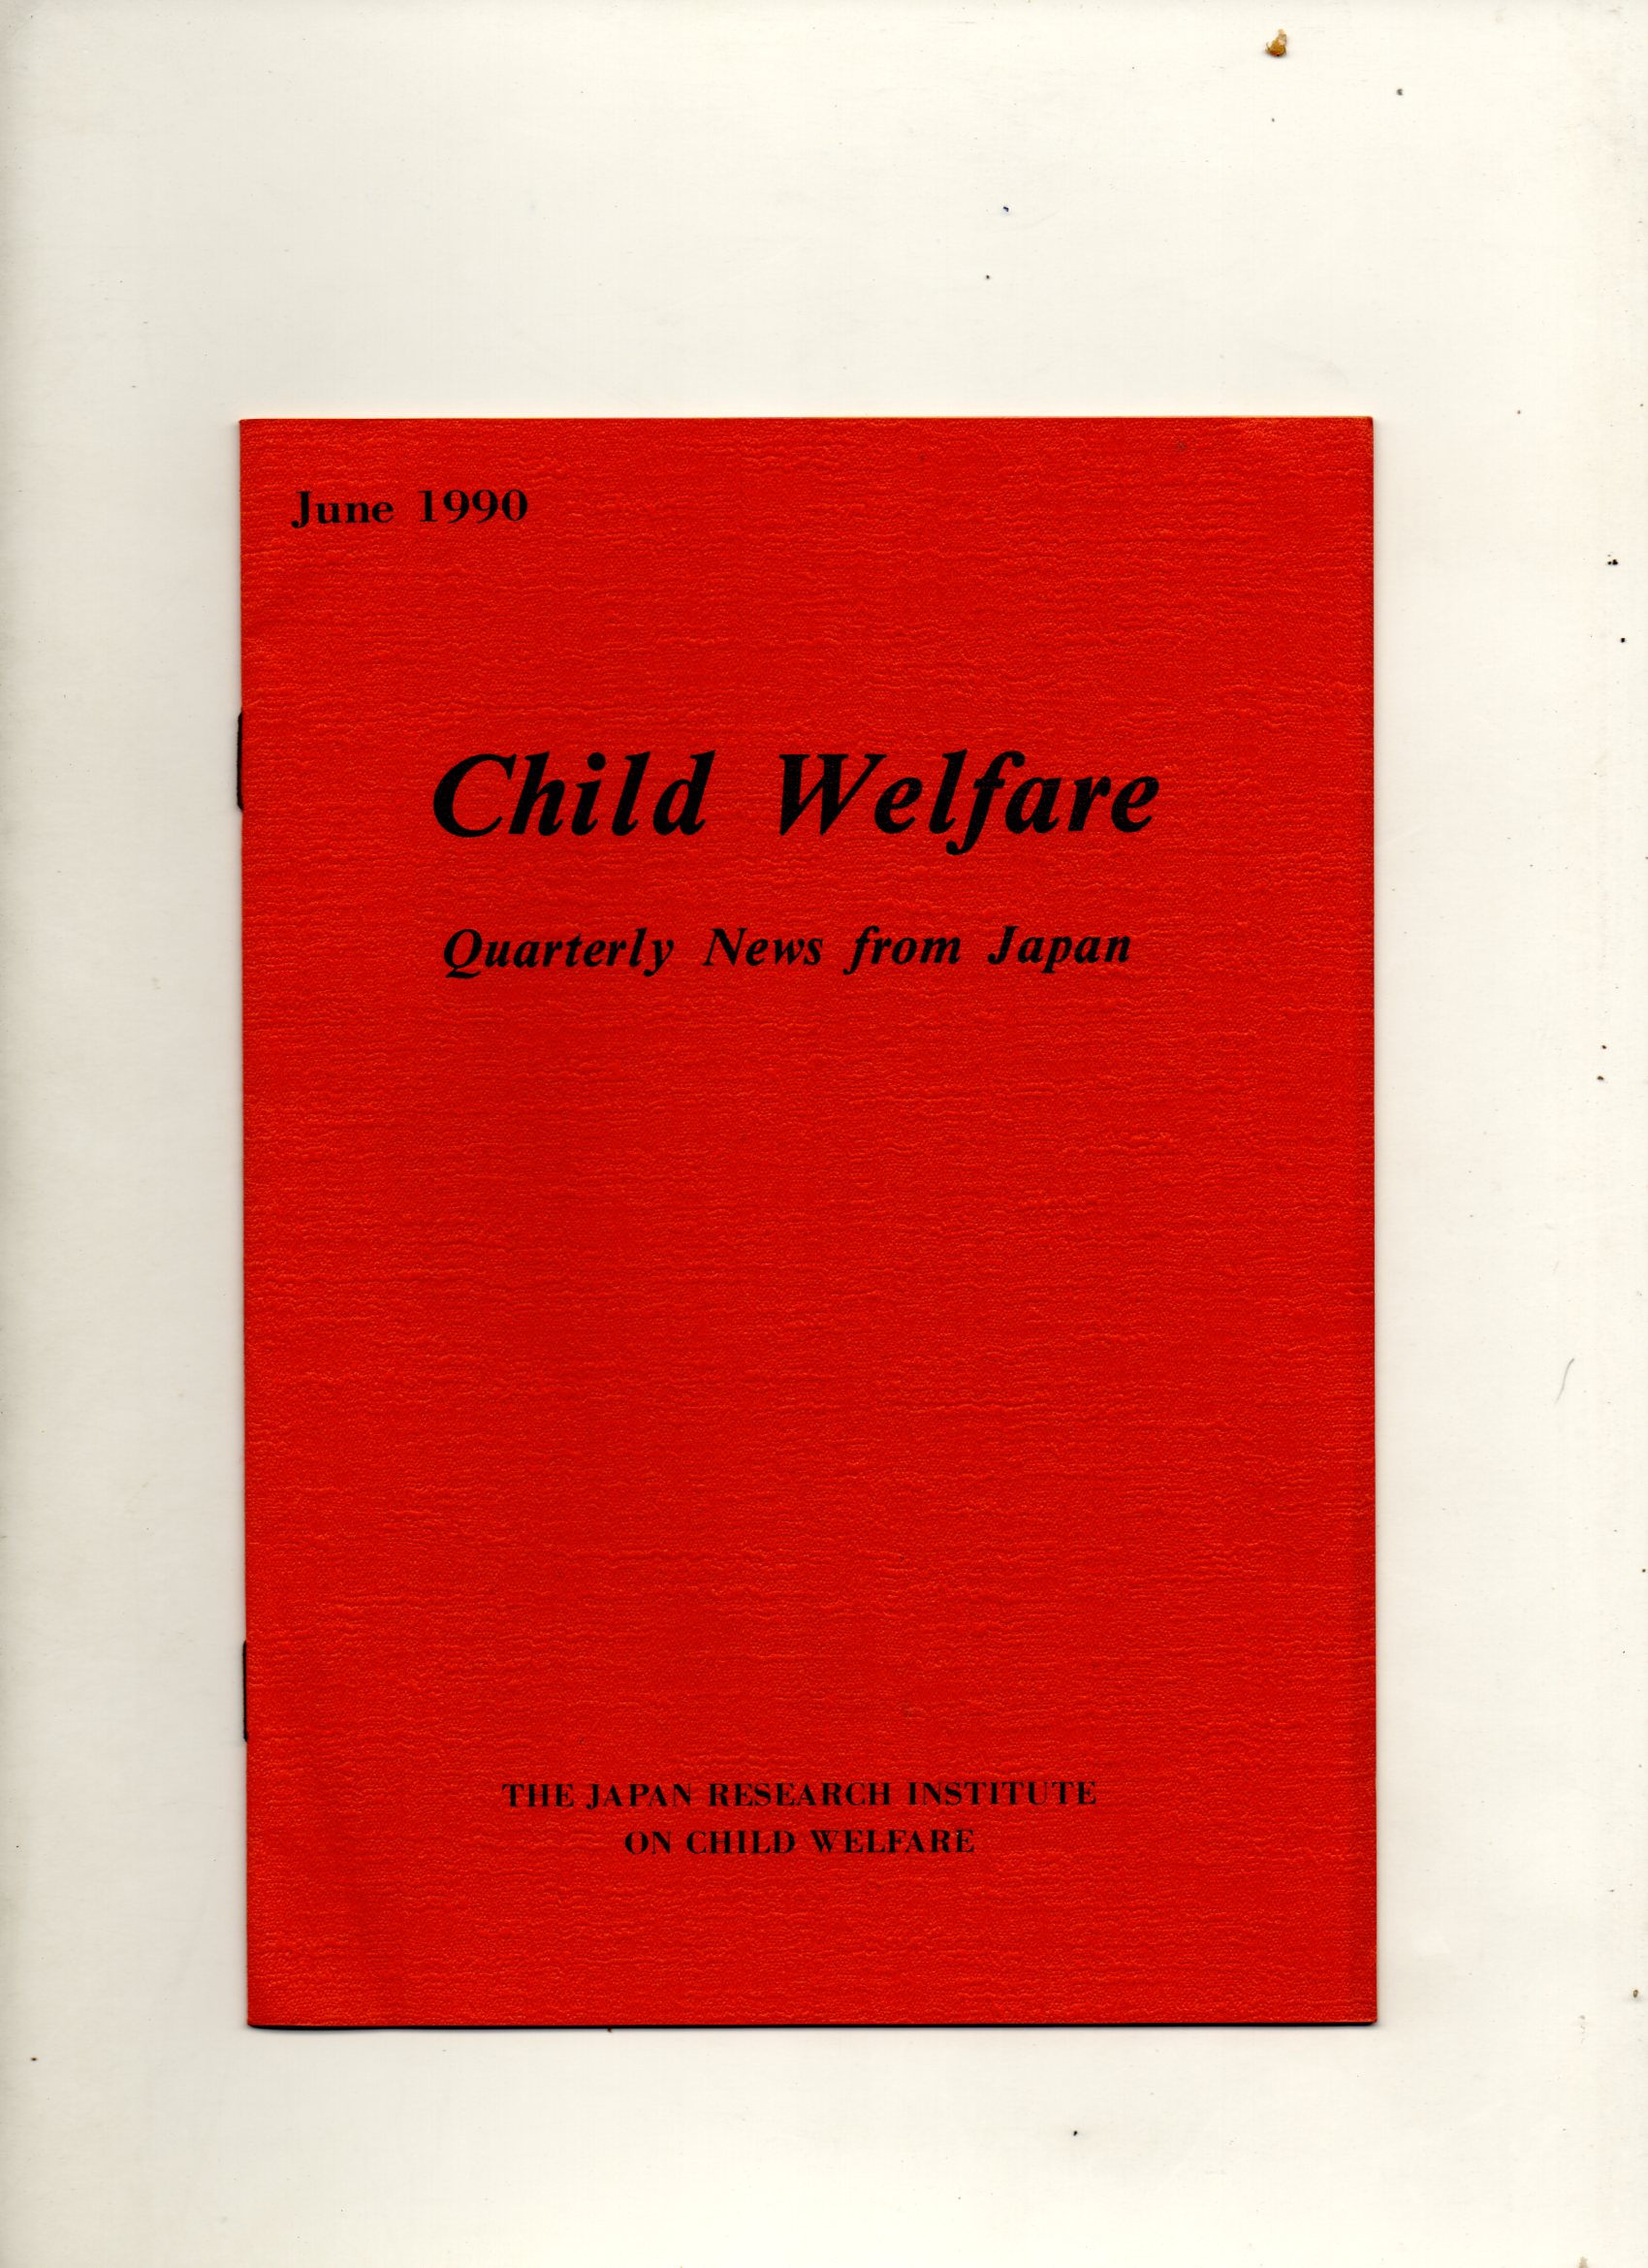 June 1990
Child Welfare
Quarterly News from Japan
THE JAPAN RESEARCH INSTITUTE
ON CHILD WELFARE